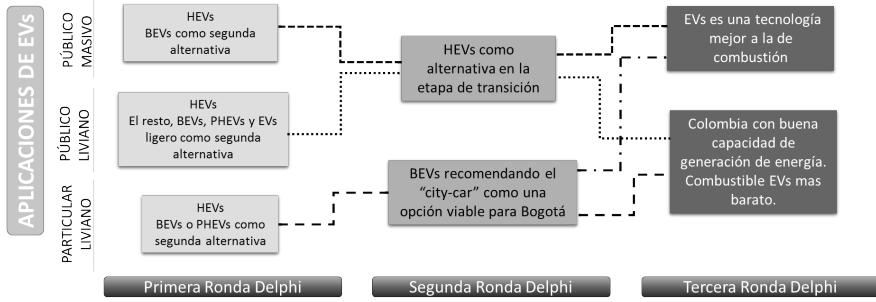 APLICACIONES DE EVs
PÚBLICO
MASIVO
HEVs
BEVs como segunda
alternativa
PÚBLICO
LIVIANO
HEVs
El resto, BEVs, PHEVs y EVs
ligero como segunda
alternativa
PARTICULAR
LIVIANO
HEVs
BEVs o PHEVs como
segunda alternativa
HEVs como
alternativa en la
etapa de transición
BEVs recomendando el
“city-car” como una
opción viable para Bogotá
EVs es una tecnología
mejor a la de
combustión
Colombia con buena
capacidad de
generación de energía.
Combustible EVs mas
barato.
Primera Ronda Delphi
Segunda Ronda Delphi
Tercera Ronda Delphi